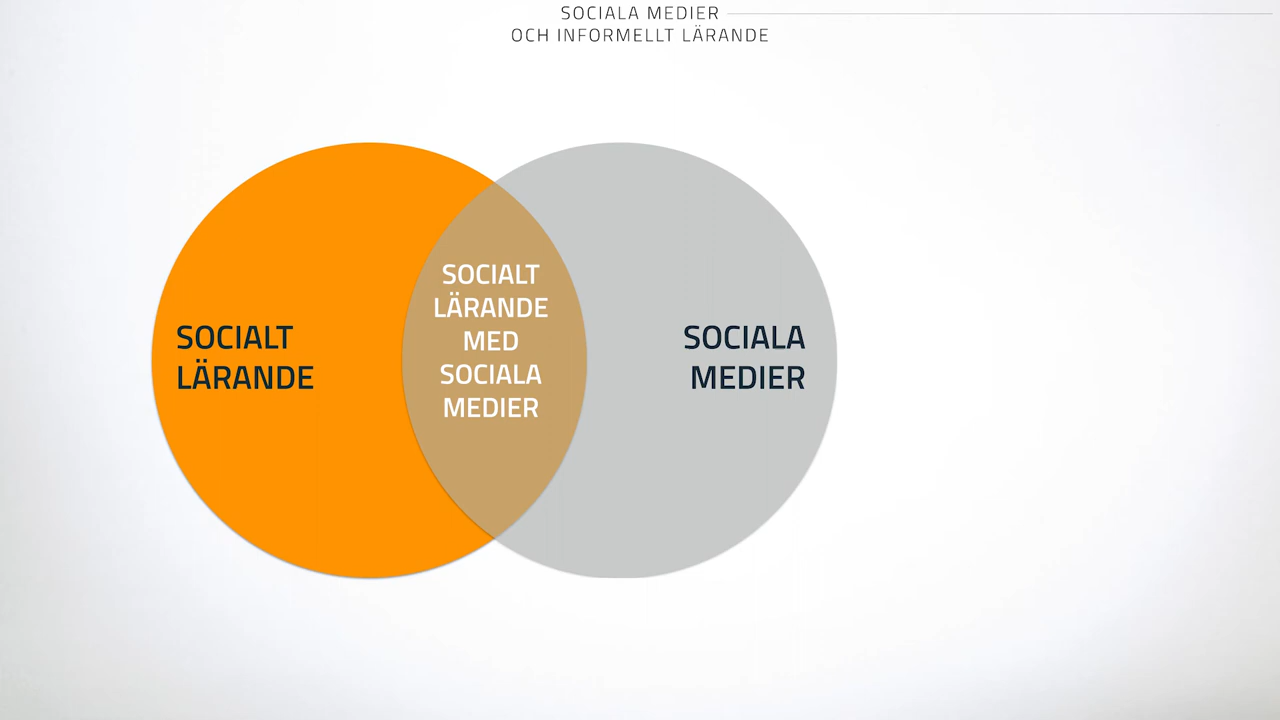 SOCIALA MEDIER
OCH INFORMELLT LÄRANDE
SOCIALT
LÄRANDE
SOCIALT
LÄRANDE
MED
SOCIALA
MEDIER
SOCIALA
MEDIER